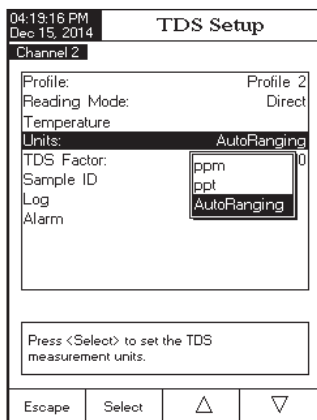 04:19:16 PM
Dec 15, 2014
TDS Setup
Channel 2
Profile: Profile 2
Reading Mode: Direct
Temperature
Units: AutoRanging
TDS Factor: 0
ppm
Sample ID
ppt
Log
AutoRanging
Alarm
Press <Select> to set the TDS
measurement units.
Escape Select △ ▽